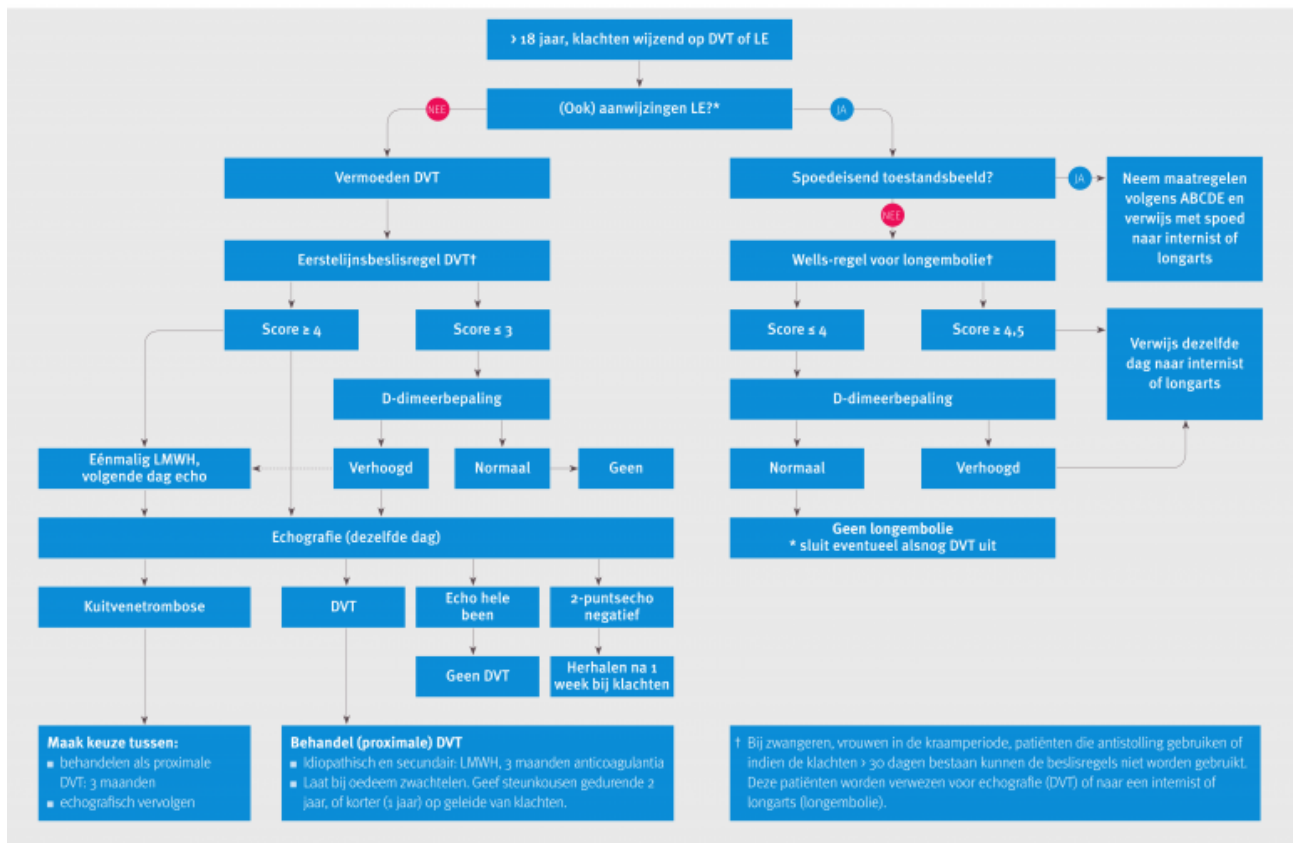 > 18 jaar, klachten wijzend op DVT of LE
(Ook) aanwijzingen LE?*
NEE
JA
Vermoeden DVT
Spoedeisend toestandsbeeld?
JA
Neem maatregelen
volgens ABCDE en
verwijs met spoed
naar internist of
longarts
NEE
Eerstelijnsbeslisregel DVT†
Wells-regel voor longembolie†
Score ≥ 4
Score ≤ 3
Score ≤ 4
Score ≥ 4,5
Verwijs dezelfde
dag naar internist
of longarts
D-dimeerbepaling
D-dimeerbepaling
Eénmalig LMWH,
volgende dag echo
Verhoogd
Normaal
Geen
Normaal
Verhoogd
Echografie (dezelfde dag)
Geen longembolie
* sluit eventueel alsnog DVT uit
Kuitvenetrombose
DVT
Echo hele
been
2-puntsecho
negatief
Geen DVT
Herhalen na 1
week bij klachten
Maak keuze tussen:
▪ behandelen als proximale
DVT: 3 maanden
▪ echografisch vervolgen
Behandel (proximale) DVT
▪ Idiopathisch en secundair: LMWH, 3 maanden anticoagulantia
▪ Laat bij oedeem zwachtelen. Geef steunkousen gedurende 2
jaar, of korter (1 jaar) op geleide van klachten.
† Bij zwangeren, vrouwen in de kraamperiode, patiënten die antistolling gebruiken of
indien de klachten > 30 dagen bestaan kunnen de beslisregels niet worden gebruikt.
Deze patiënten worden verwezen voor echografie (DVT) of naar een internist of
longarts (longembolie).